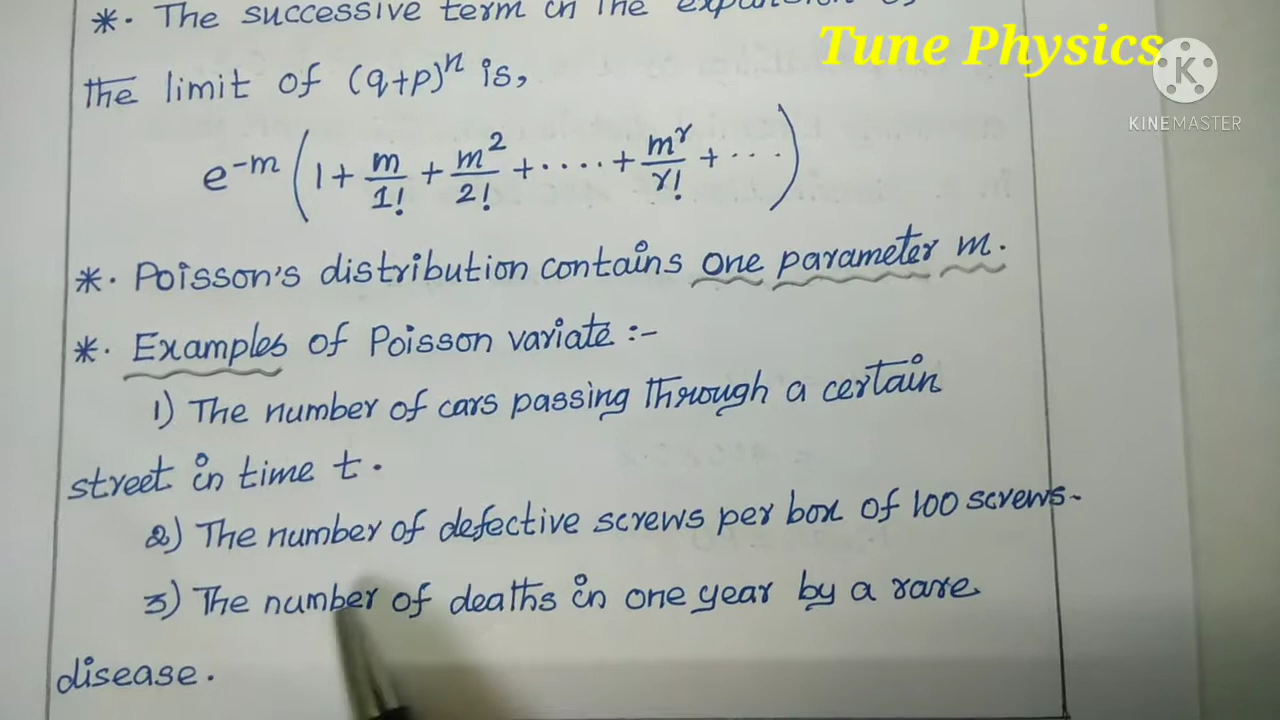 *. The successive term in the expansion of
Tune Physics
the limit of (q+p)^n is,
K
KINEMASTER
e^-m (1 + m/1! + m^2/2! + .... + m^r/r! + ...)
*. Poisson's distribution contains one parameter m.
*. Examples of Poisson variate :-
1) The number of cars passing through a certain
street in time t.
2) The number of defective screws per box of 100 screws.
3) The number of deaths in one year by a rare
disease.